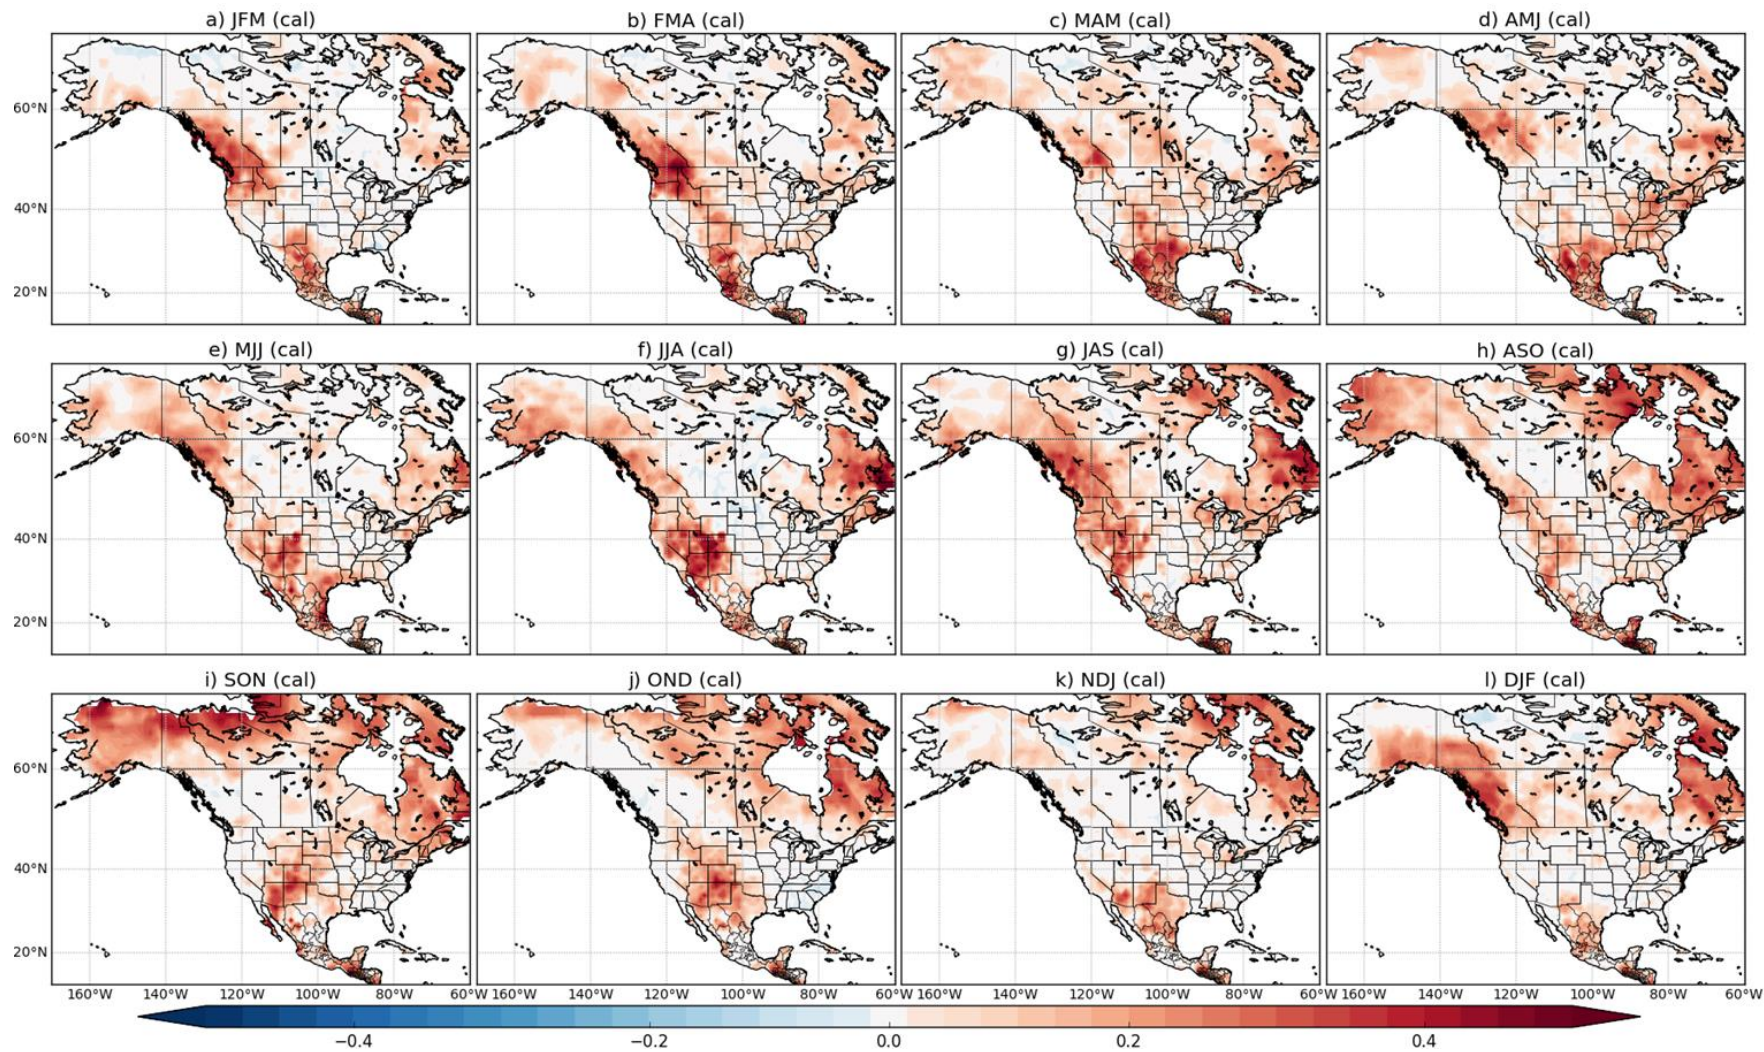 a) JFM (cal) b) FMA (cal) c) MAM (cal) d) AMJ (cal)
60°N
40°N
20°N
e) MJJ (cal) f) JJA (cal) g) JAS (cal) h) ASO (cal)
60°N
40°N
20°N
i) SON (cal) j) OND (cal) k) NDJ (cal) l) DJF (cal)
60°N
40°N
20°N
160°W 140°W 120°W 100°W 80°W 60°W 160°W 140°W 120°W 100°W 80°W 60°W 160°W 140°W 120°W 100°W 80°W 60°W 160°W 140°W 120°W 100°W 80°W 60°W
−0.4 −0.2 0.0 0.2 0.4